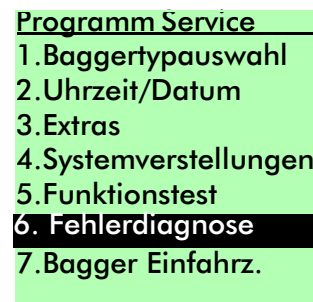 Programm Service
1.Baggertypauswahl
2.Uhrzeit/Datum
3.Extras
4.Systemverstellungen
5.Funktionstest
6. Fehlerdiagnose
7.Bagger Einfahrz.